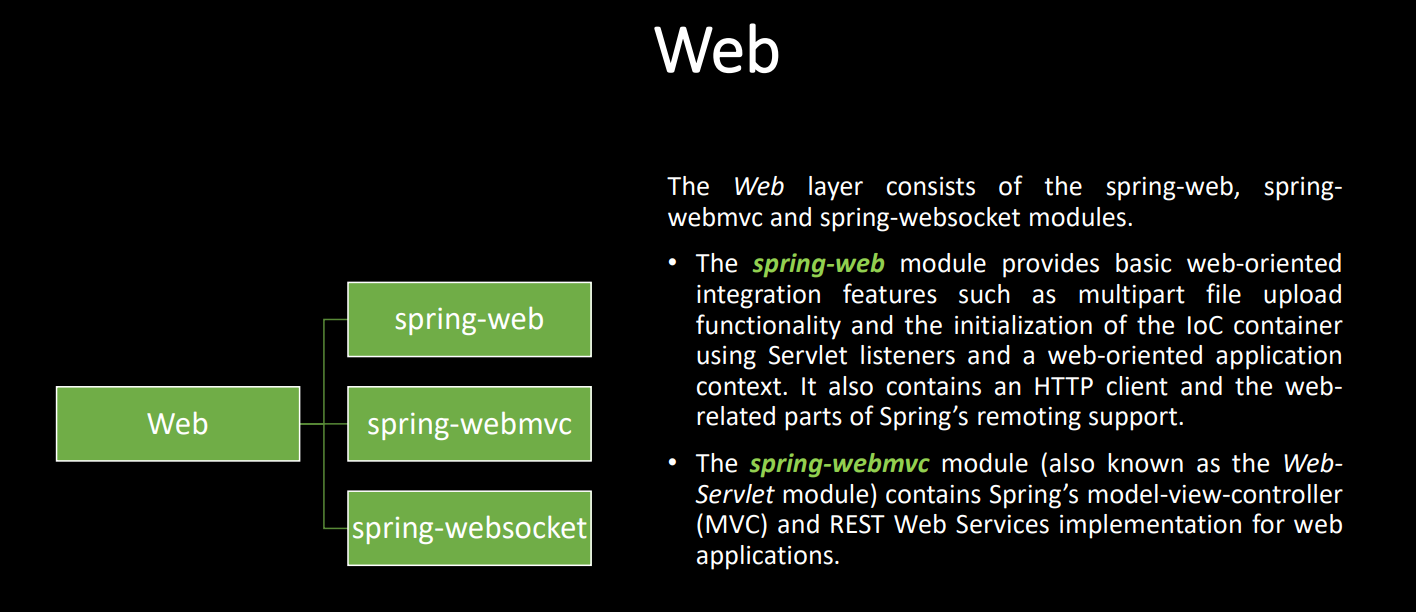 Web
Web
spring-web
spring-webmvc
spring-websocket
The Web layer consists of the spring-web, spring-
webmvc and spring-websocket modules.
• The spring-web module provides basic web-oriented
integration features such as multipart file upload
functionality and the initialization of the IoC container
using Servlet listeners and a web-oriented application
context. It also contains an HTTP client and the web-
related parts of Spring’s remoting support.
• The spring-webmvc module (also known as the Web-
Servlet module) contains Spring’s model-view-controller
(MVC) and REST Web Services implementation for web
applications.